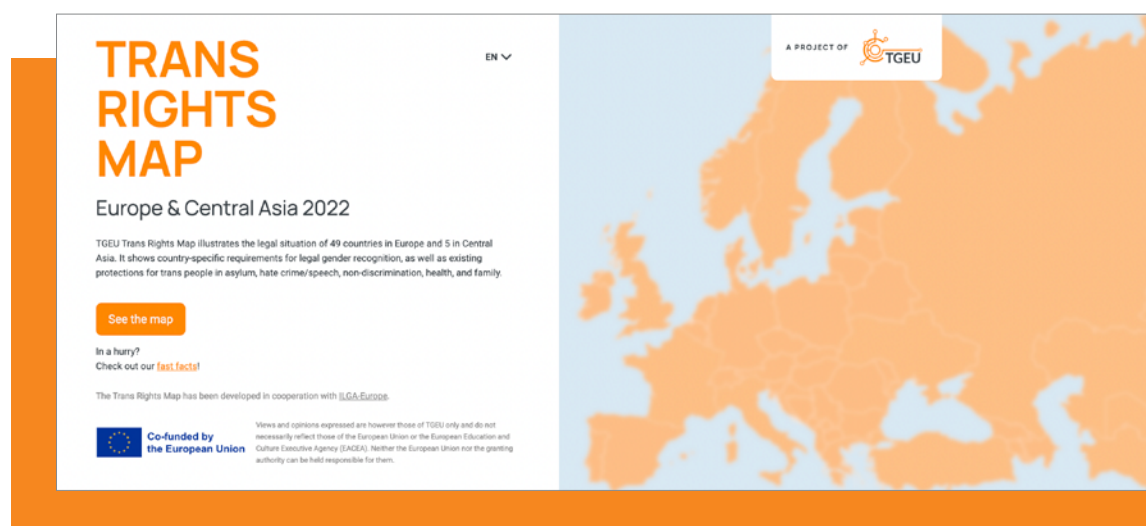 TRANS
RIGHTS
MAP
EN
Europe & Central Asia 2022
TGEU Trans Rights Map illustrates the legal situation of 49 countries in Europe and 5 in Central
Asia. It shows country-specific requirements for legal gender recognition, as well as existing
protections for trans people in asylum, hate crime/speech, non-discrimination, health, and family.
See the map
In a hurry?
Check out our fast facts!
The Trans Rights Map has been developed in cooperation with ILGA-Europe.
Co-funded by
the European Union
Views and opinions expressed are however those of TGEU only and do not
necessarily reflect those of the European Union or the European Education and
Culture Executive Agency (EACEA). Neither the European Union nor the granting
authority can be held responsible for them.
A PROJECT OF
TGEU